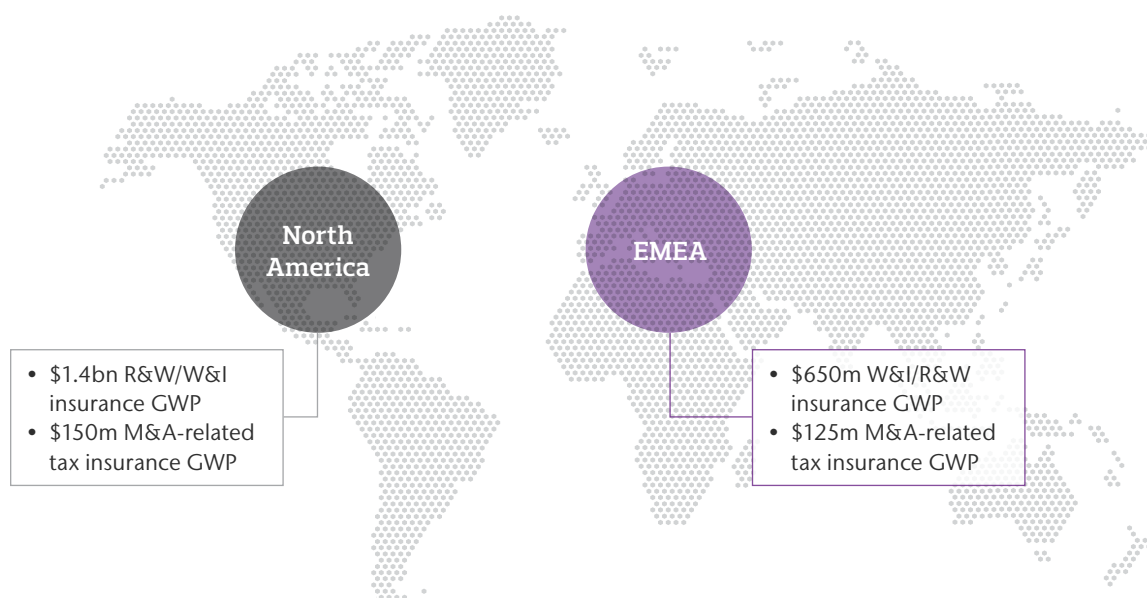 North
America
EMEA
• $1.4bn R&W/W&I
insurance GWP
• $150m M&A-related
tax insurance GWP
• $650m W&I/R&W
insurance GWP
• $125m M&A-related
tax insurance GWP